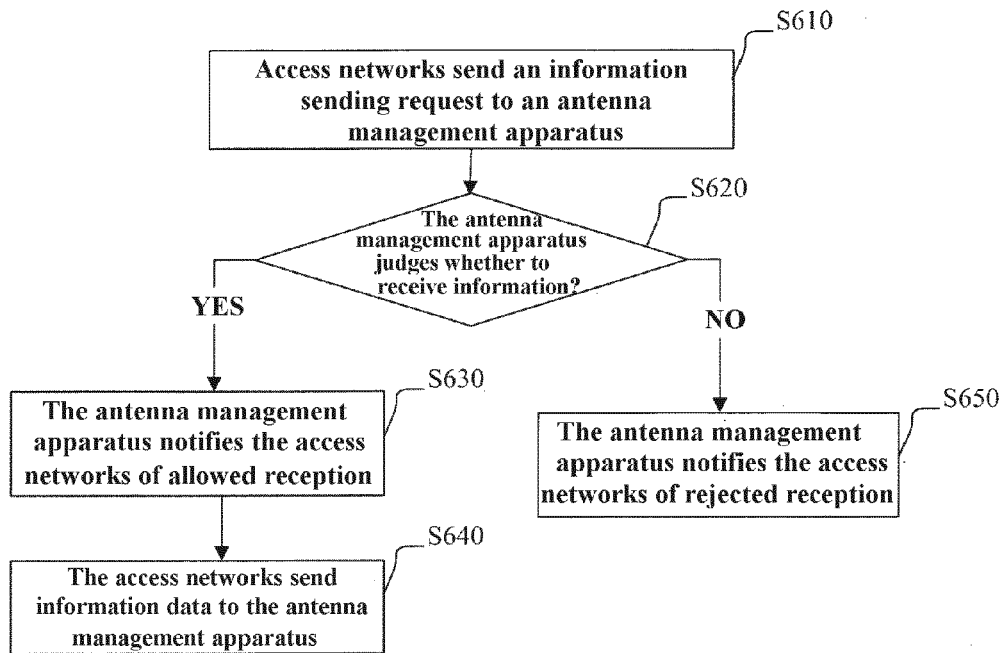 S610
Access networks send an information
sending request to an antenna
management apparatus
S620
The antenna
management apparatus
judges whether to
receive information?
YES
NO
S630
The antenna management
apparatus notifies the access
networks of allowed reception
S650
The antenna management
apparatus notifies the access
networks of rejected reception
S640
The access networks send
information data to the antenna
management apparatus